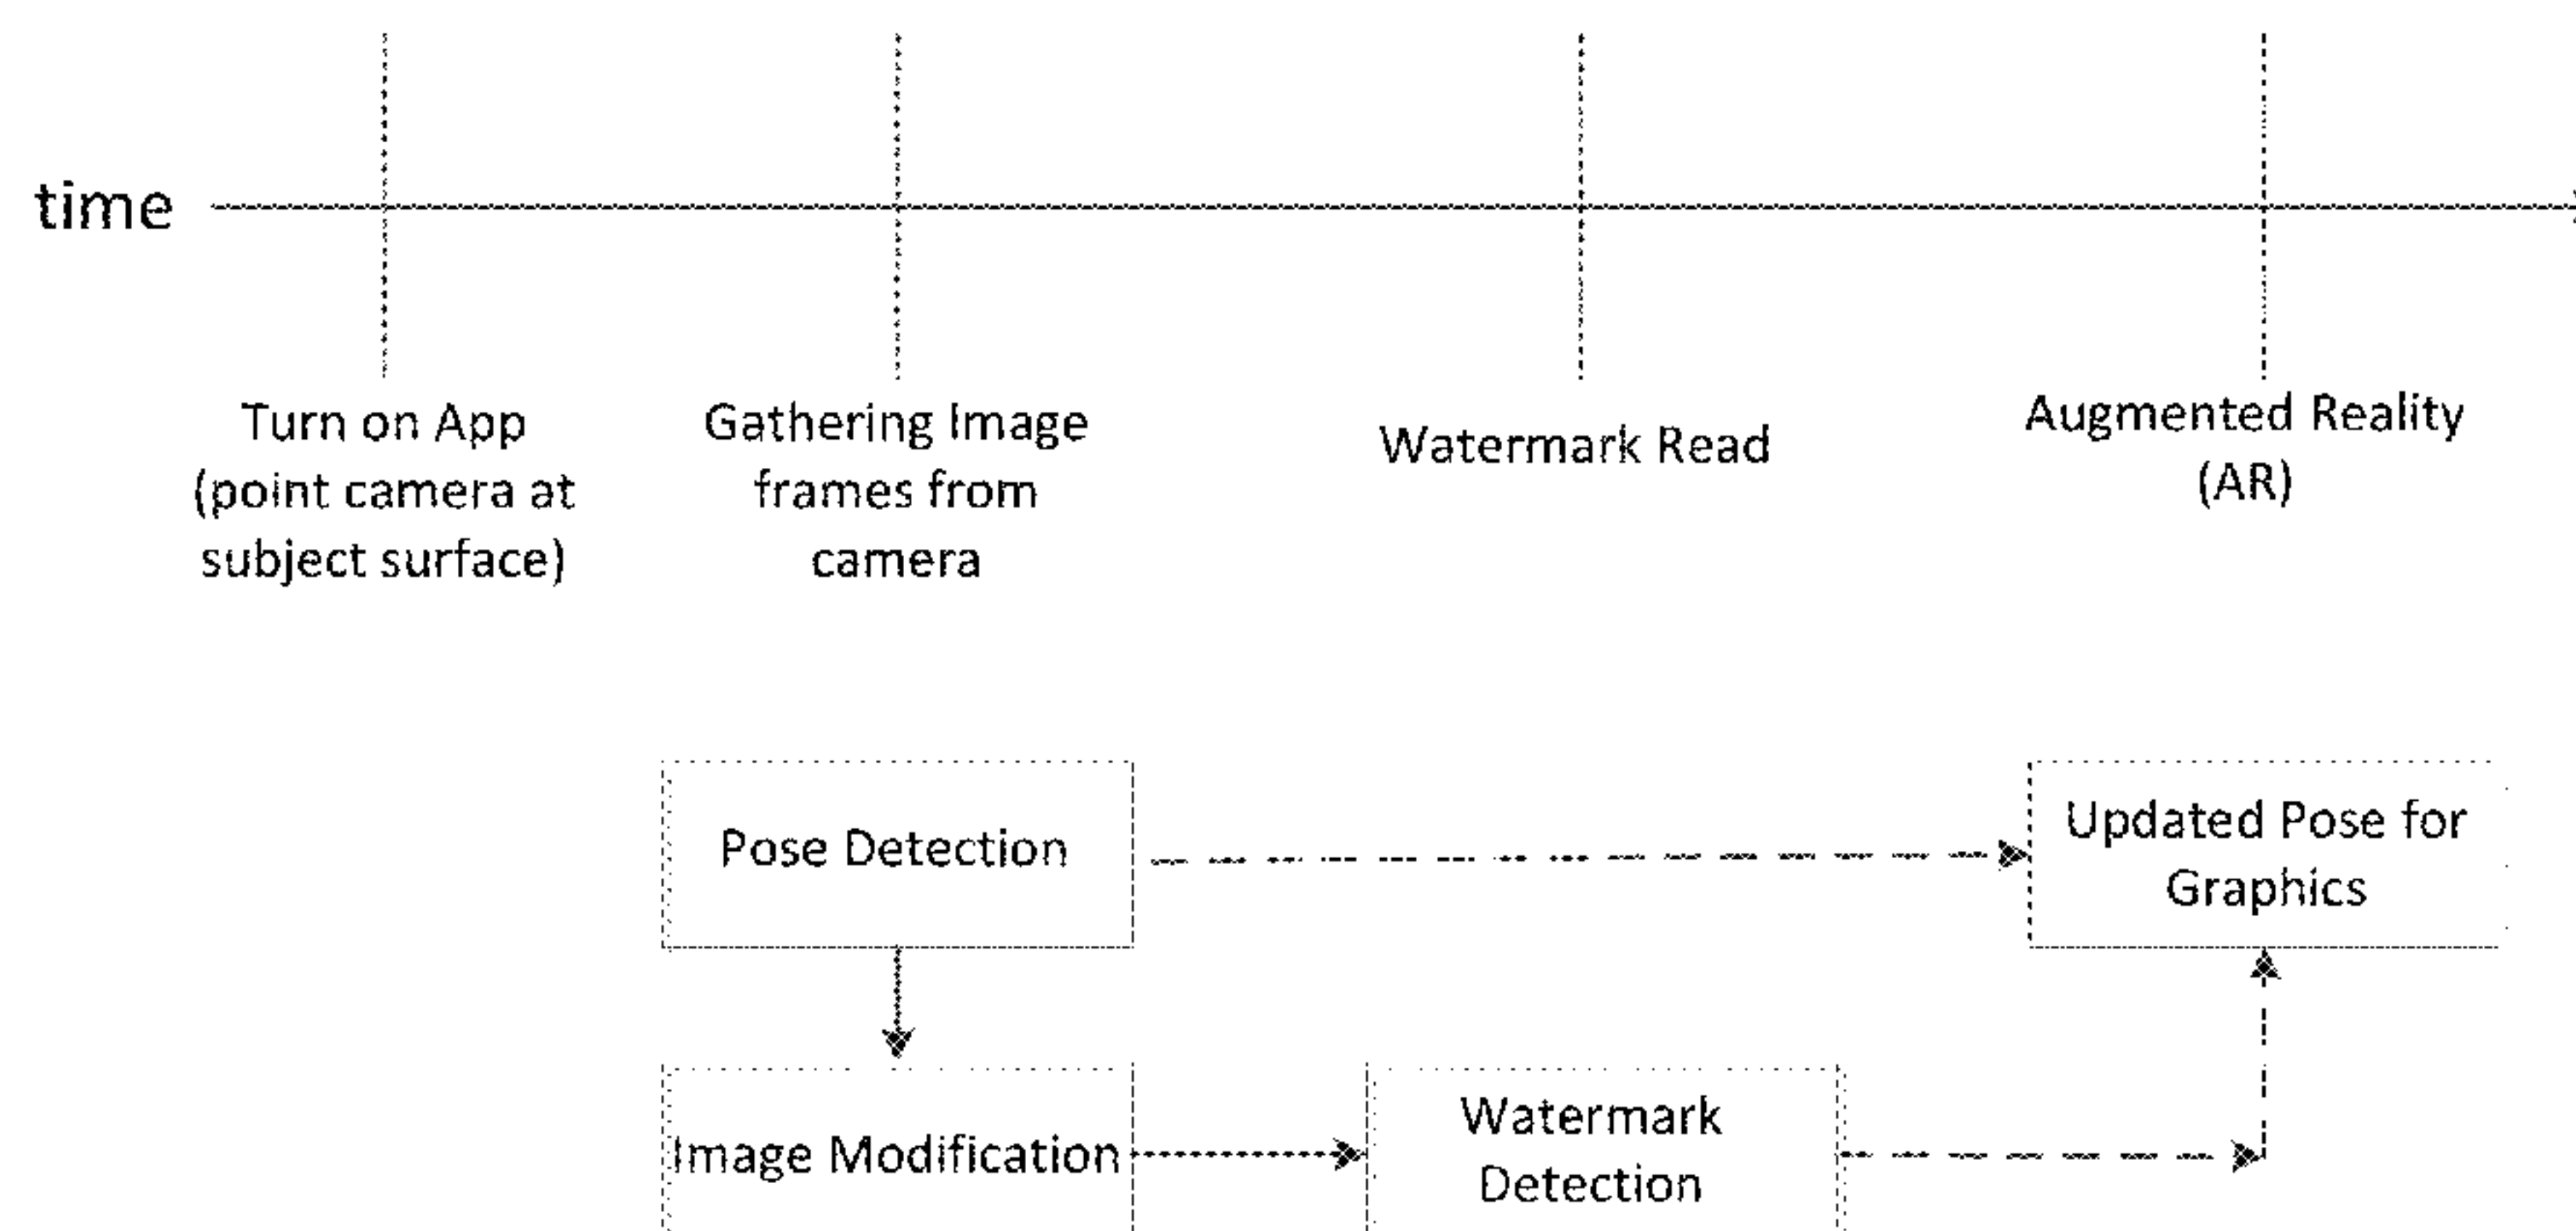 time
Turn on App
(point camera at
subject surface)
Gathering Image
frames from
camera
Watermark Read
Augmented Reality
(AR)
Pose Detection
Updated Pose for
Graphics
Image Modification
Watermark
Detection